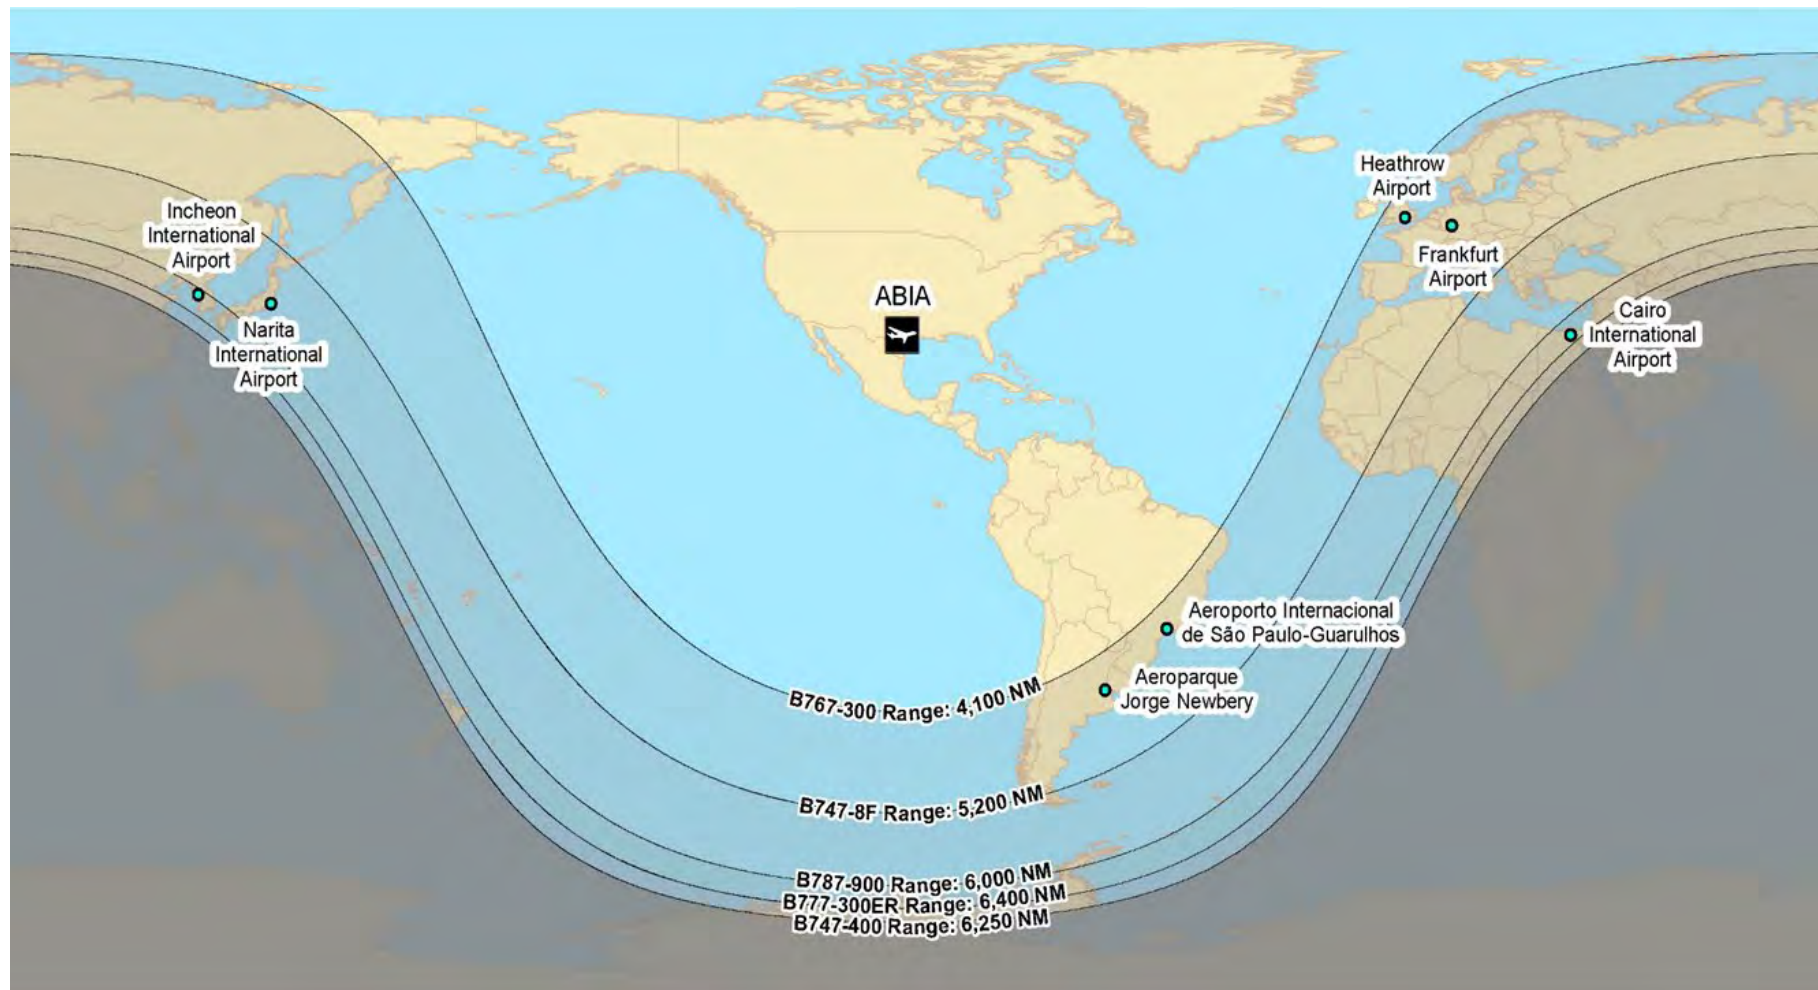 Heathrow
Airport
Incheon
International
Airport
Frankfurt
Airport
ABIA
Cairo
International
Airport
Narita
International
Airport
Aeroporto Internacional
de São Paulo-Guarulhos
Aeroparque
Jorge Newbery
B767-300 Range: 4,100 NM
B747-8F Range: 5,200 NM
B787-900 Range: 6,000 NM
B777-300ER Range: 6,400 NM
B747-400 Range: 6,250 NM